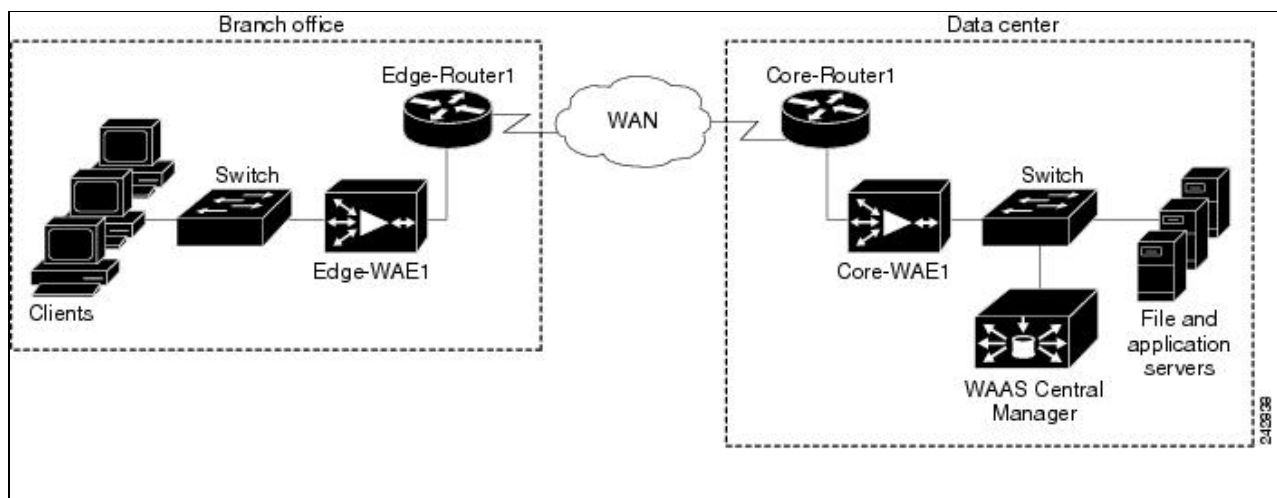 Branch office
Data center
Edge-Router1
Core-Router1
WAN
Switch
Switch
Edge-WAE1
Core-WAE1
Clients
File and
application
servers
WAAS Central
Manager
242938